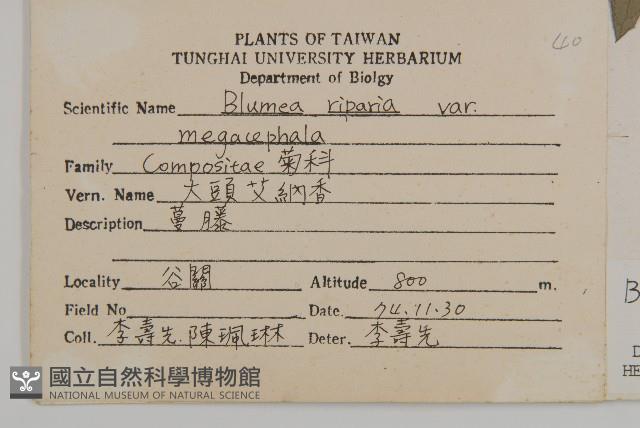 40
PLANTS OF TAIWAN
TUNGHAI UNIVERSITY HERBARIUM
Department of Biolgy
Scientific Name Blumea riparia var.
megacephala
Family Compositae 菊科
Vern. Name 大頭艾納香
Description 蔓藤
Locality 谷關 Altitude 800 m.
Field No Date. 74.11.30
Coll. 李壽先.陳珮琳 Deter. 李壽先
B
D
HE
國立自然科學博物館
NATIONAL MUSEUM OF NATURAL SCIENCE